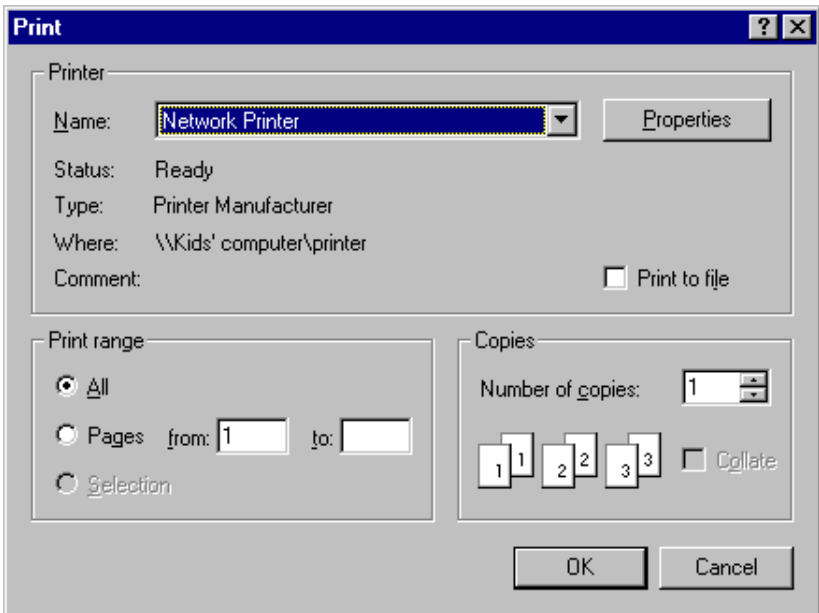 Print
Printer
Name: Network Printer Properties
Status: Ready
Type: Printer Manufacturer
Where: \\Kids' computer\printer
Comment: Print to file
Print range
All
Pages from: 1 to:
Selection
Copies
Number of copies: 1
1 1 2 2 3 3 Collate
OK Cancel